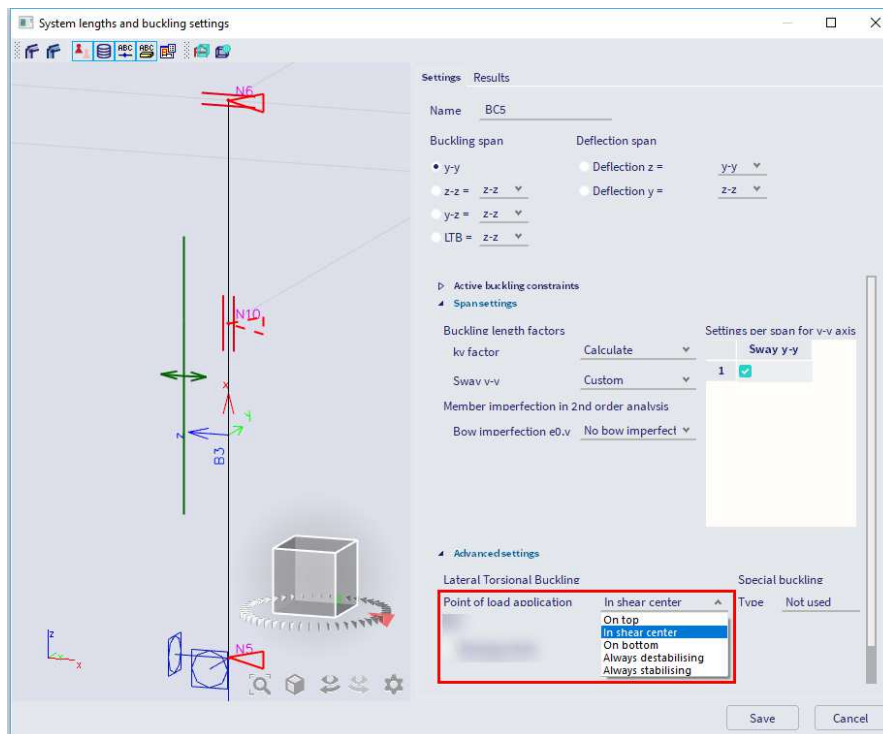 System lengths and buckling settings
ABC ABC
N6
N10
x
y
z
B3
N5
z
x
Settings Results
Name BC5
Buckling span Deflection span
y-y Deflection z = y-y
z-z = z-z Deflection y = z-z
y-z = z-z
LTB = z-z
Active buckling constraints
Span settings
Buckling length factors Settings per span for y-y axis
ky factor Calculate Sway y-y
1
Sway y-y Custom
Member imperfection in 2nd order analysis
Bow imperfection e0.y No bow imperfect
Advanced settings
Lateral Torsional Buckling Special buckling
Point of load application In shear center Type Not used
On top
In shear center
On bottom
Always destabilising
Always stabilising
Save Cancel